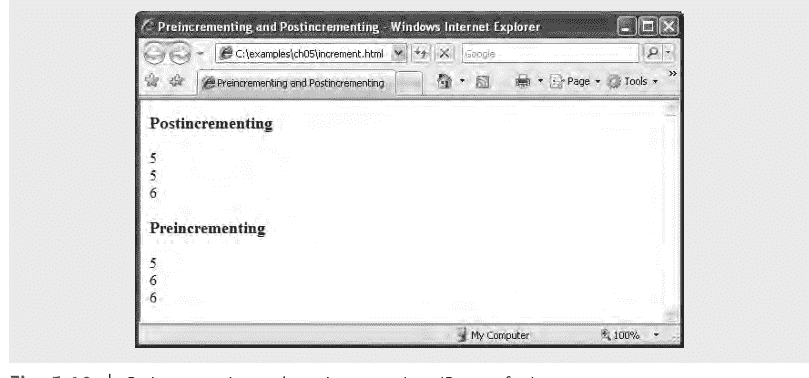 Preincrementing and Postincrementing - Windows Internet Explorer
C:\examples\ch05\increment.html
Google
Preincrementing and Postincrementing
Page
Tools
Postincrementing
5
5
6
Preincrementing
5
6
6
My Computer
100%